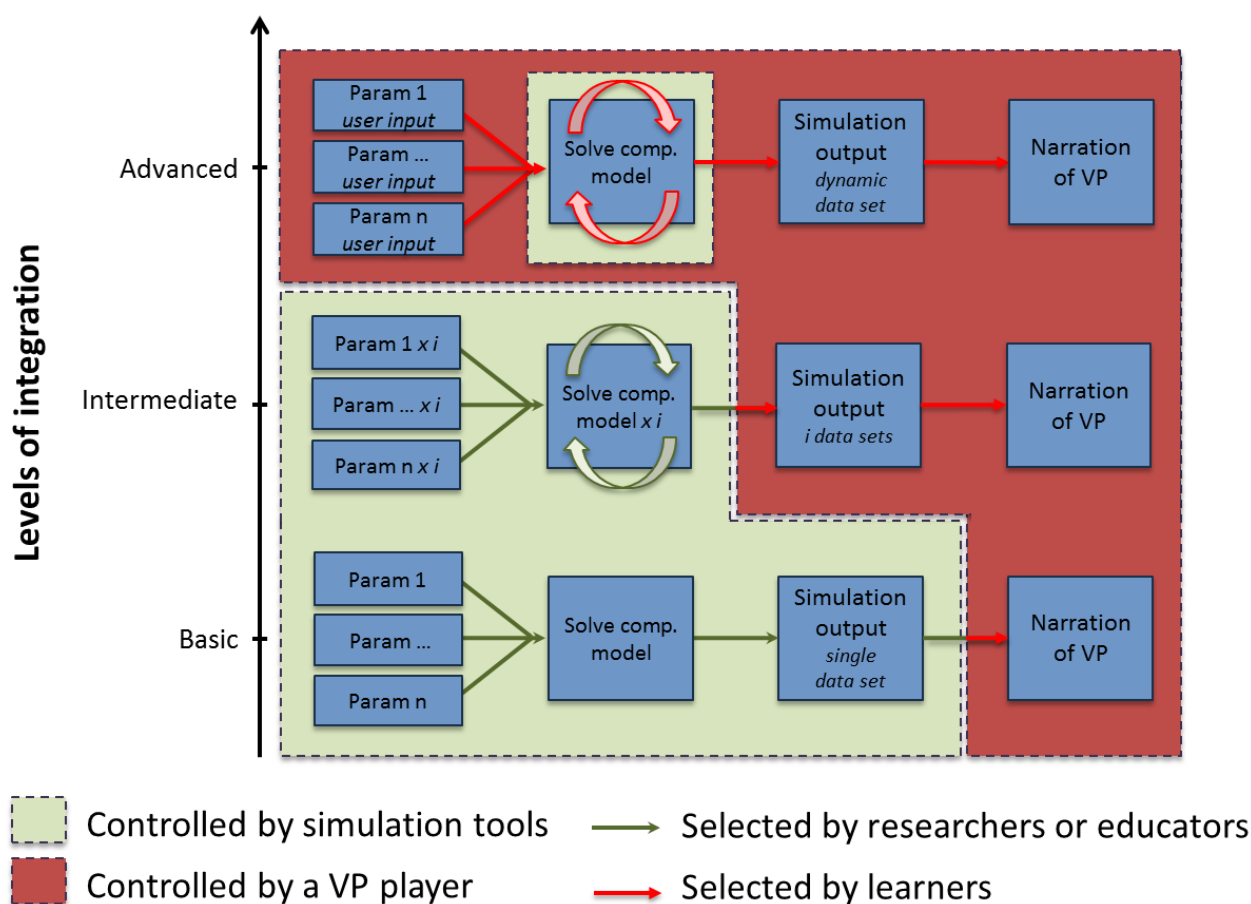 Levels of integration
Advanced
Param 1
user input
Param ...
user input
Param n
user input
Solve comp.
model
Simulation
output
dynamic
data set
Narration
of VP
Intermediate
Param 1 x i
Param ... x i
Param n x i
Solve comp.
model x i
Simulation
output
i data sets
Narration
of VP
Basic
Param 1
Param ...
Param n
Solve comp.
model
Simulation
output
single
data set
Narration
of VP
Controlled by simulation tools
Selected by researchers or educators
Controlled by a VP player
Selected by learners